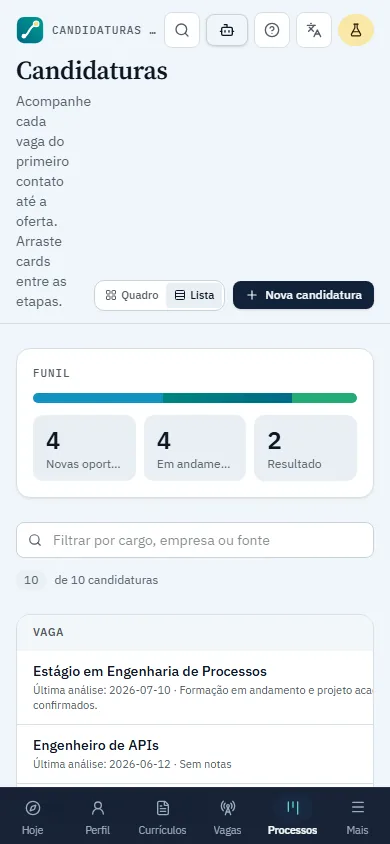 CANDIDATURAS …
Candidaturas
Acompanhe
cada
vaga do
primeiro
contato
até a
oferta.
Arraste
cards
entre as
etapas.
Quadro
Lista
Nova candidatura
FUNIL
4
Novas oport...
4
Em andame...
2
Resultado
Filtrar por cargo, empresa ou fonte
10 de 10 candidaturas
VAGA
Estágio em Engenharia de Processos
Última análise: 2026-07-10 · Formação em andamento e projeto aca
confirmados.
Engenheiro de APIs
Última análise: 2026-06-12 · Sem notas
Hoje
Perfil
Currículos
Vagas
Processos
Mais